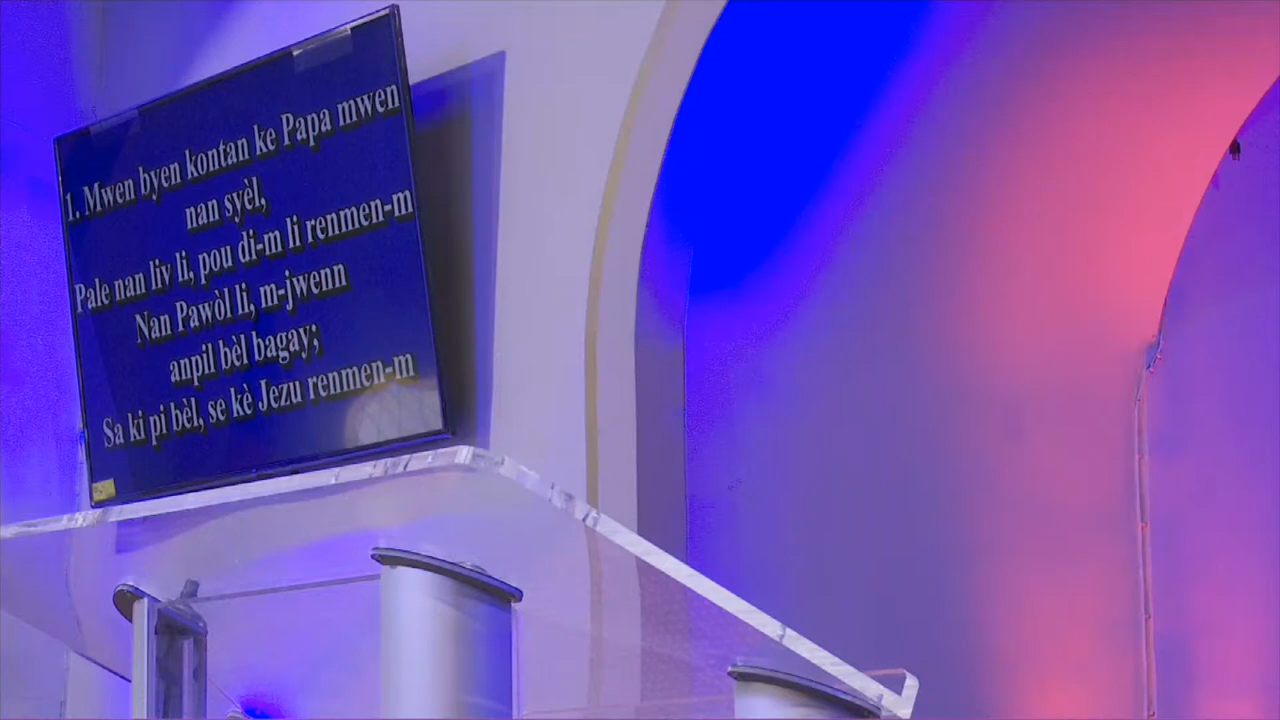 1. Mwen byen kontan ke Papa mwen
nan syèl,
Pale nan liv li, pou di-m li renmen-m
Nan Pawòl li, m-jwenn
anpil bèl bagay;
Sa ki pi bèl, se kè Jezu renmen-m